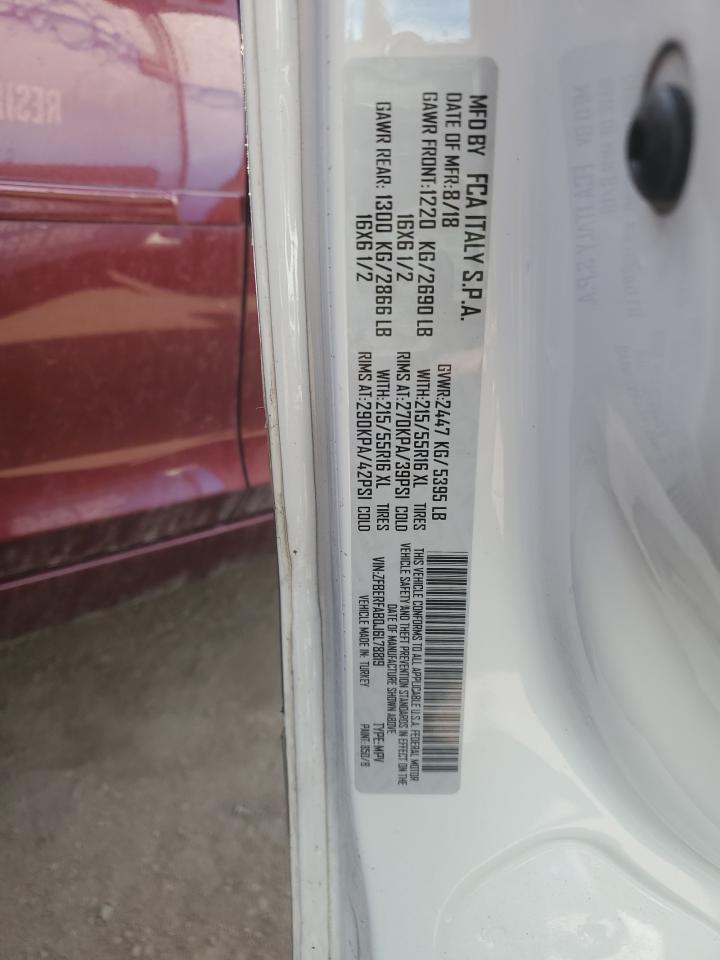 MFD BY FCA ITALY S.P.A.
DATE OF MFR:8/18 GVWR:2447 KG/5395 LB
GAWR FRONT:1220 KG/2690 LB WITH:215/55R16 XL TIRES
16X6 1/2 RIMS AT:270KPA/39PSI COLD
GAWR REAR: 1300 KG/2866 LB WITH:215/55R16 XL TIRES
16X6 1/2 RIMS AT:290KPA/42PSI COLD
THIS VEHICLE CONFORMS TO ALL APPLICABLE U.S.A. FEDERAL MOTOR
VEHICLE SAFETY AND THEFT PREVENTION STANDARDS IN EFFECT ON THE
DATE OF MANUFACTURE SHOWN ABOVE
VIN:ZFBERFAB0J6L78819 TYPE:MPV
VEHICLE MADE IN: TURKEY PAINT: 850/B